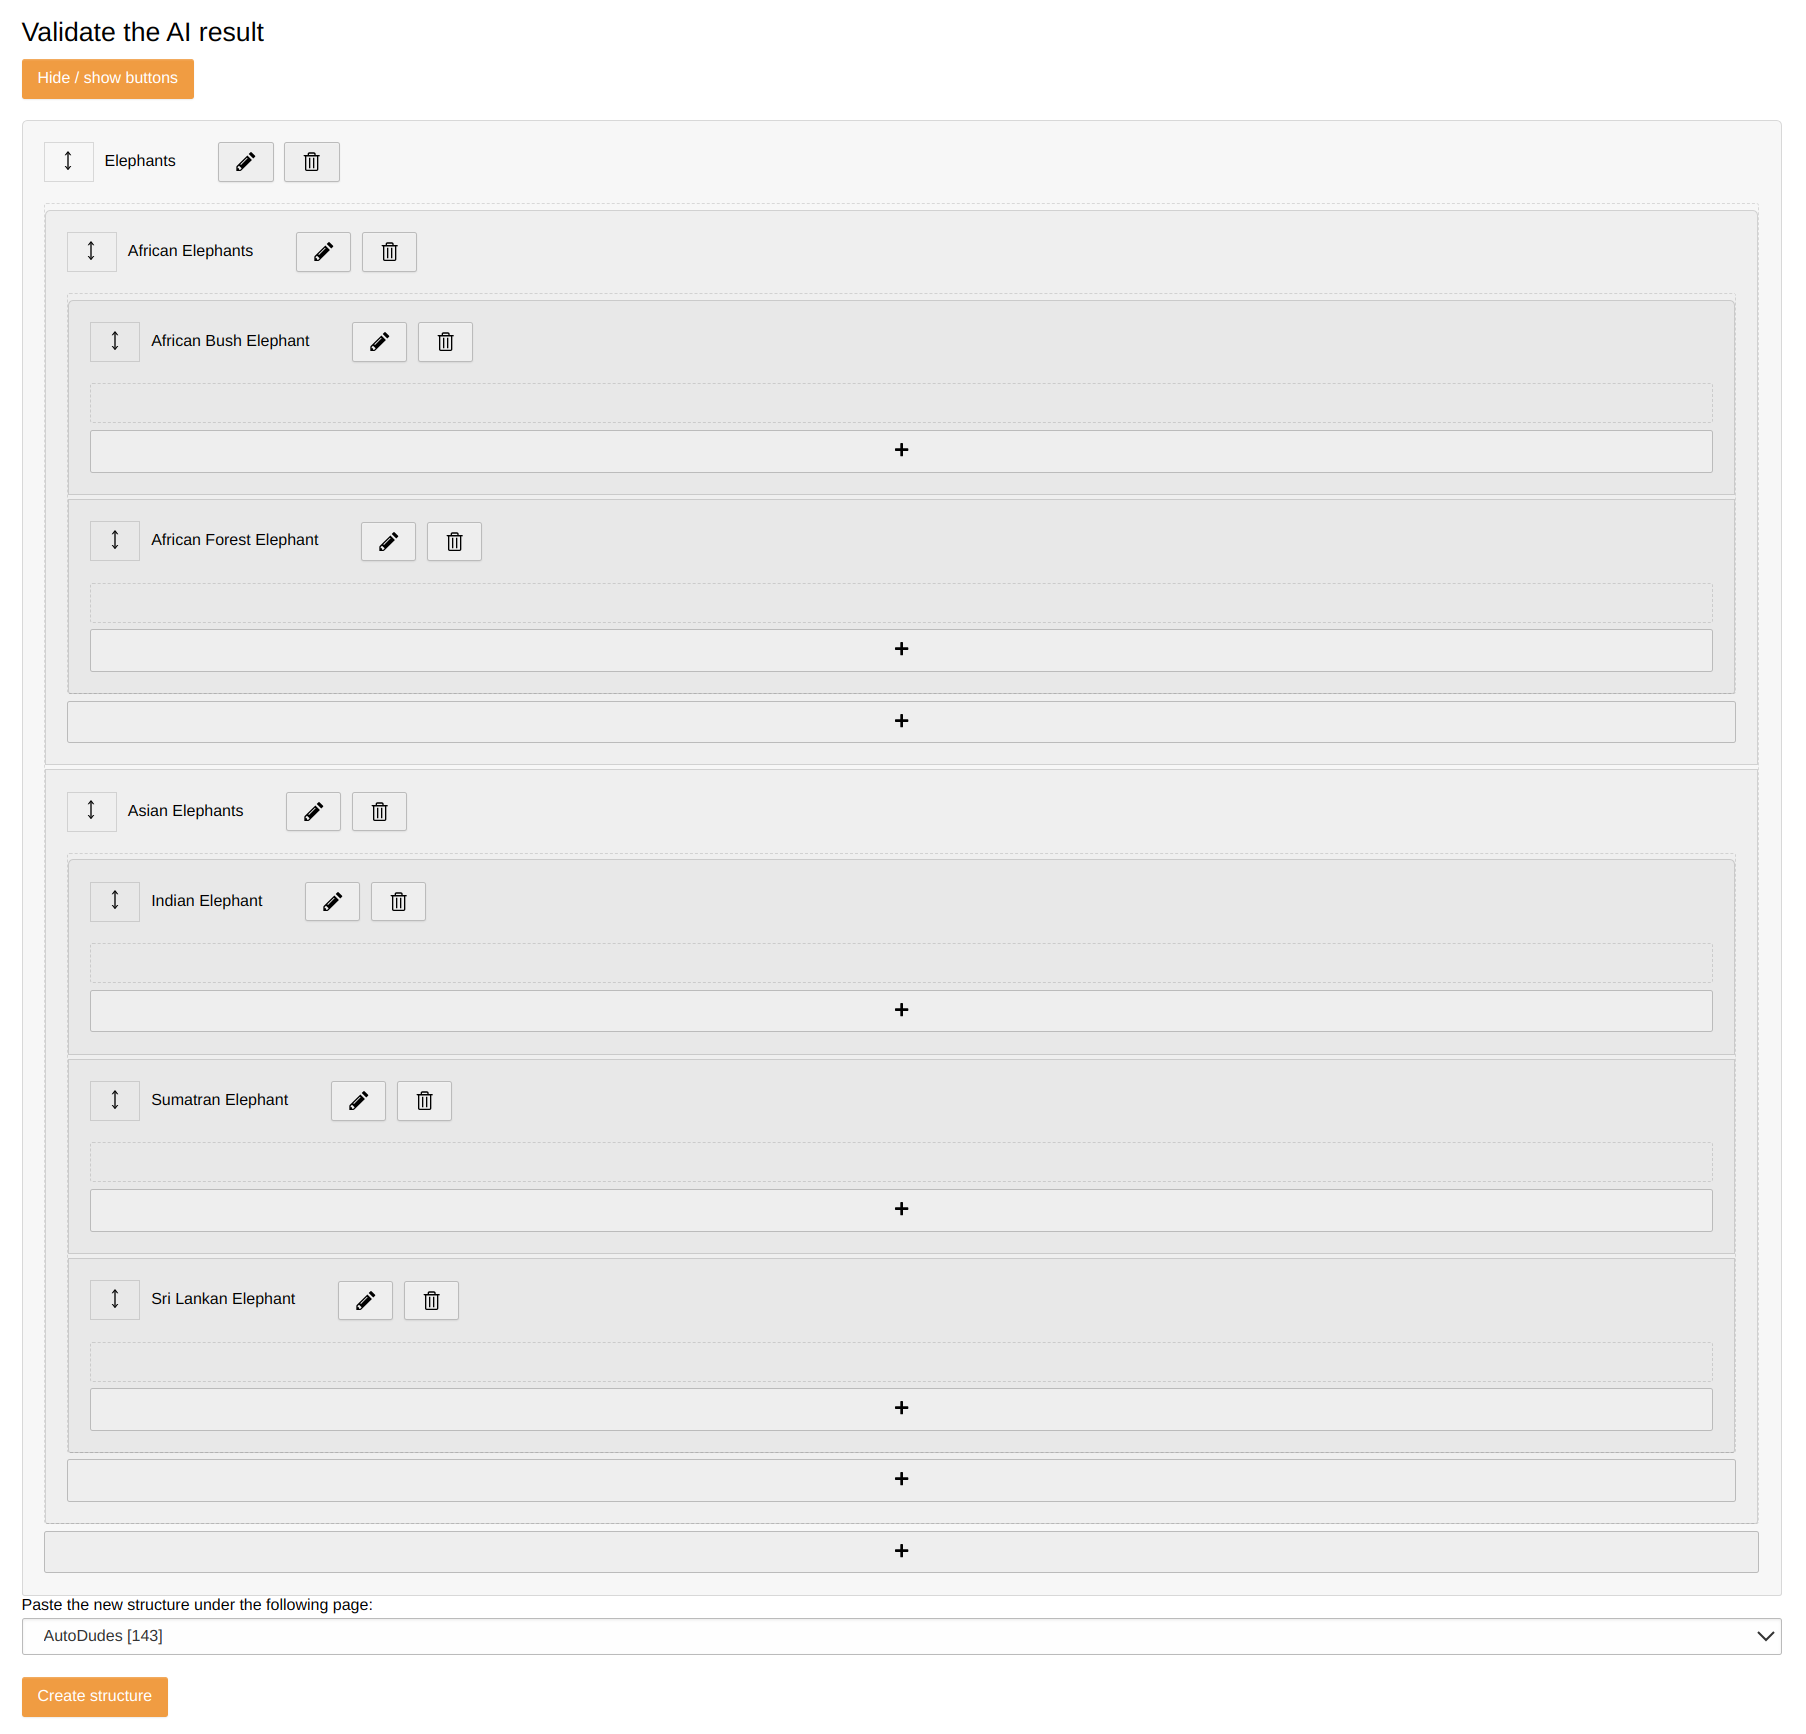 Validate the AI result
Hide / show buttons
Elephants
African Elephants
African Bush Elephant
+
African Forest Elephant
+
+
Asian Elephants
Indian Elephant
+
Sumatran Elephant
+
Sri Lankan Elephant
+
+
+
Paste the new structure under the following page:
AutoDudes [143]
Create structure